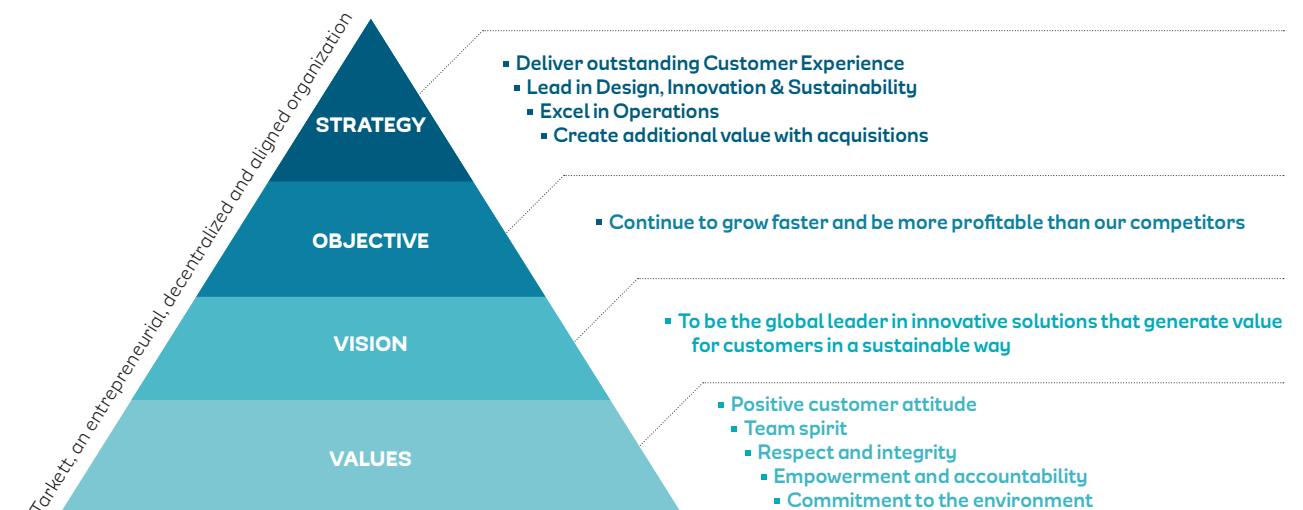 Tarkett, an entrepreneurial, decentralized and aligned organization
STRATEGY
▪ Deliver outstanding Customer Experience
▪ Lead in Design, Innovation & Sustainability
▪ Excel in Operations
▪ Create additional value with acquisitions
OBJECTIVE
▪ Continue to grow faster and be more profitable than our competitors
VISION
▪ To be the global leader in innovative solutions that generate value
for customers in a sustainable way
VALUES
▪ Positive customer attitude
▪ Team spirit
▪ Respect and integrity
▪ Empowerment and accountability
▪ Commitment to the environment